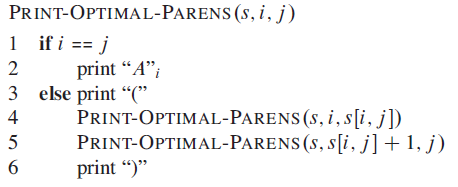 PRINT-OPTIMAL-PARENS(s, i, j)
1 if i == j
2 print “A”ᵢ
3 else print “(”
4 PRINT-OPTIMAL-PARENS(s, i, s[i, j])
5 PRINT-OPTIMAL-PARENS(s, s[i, j] + 1, j)
6 print “)”